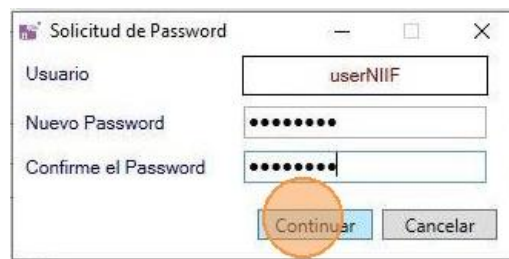 Solicitud de Password
Usuario
userNIIF
Nuevo Password
●●●●●●●●
Confirme el Password
●●●●●●●●
Continuar Cancelar